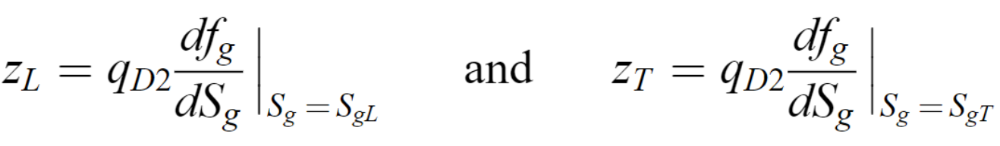 $z_L = q_{D2} \frac{df_g}{dS_g} \Big|_{S_g = S_{gL}}$ and $z_T = q_{D2} \frac{df_g}{dS_g} \Big|_{S_g = S_{gT}}$